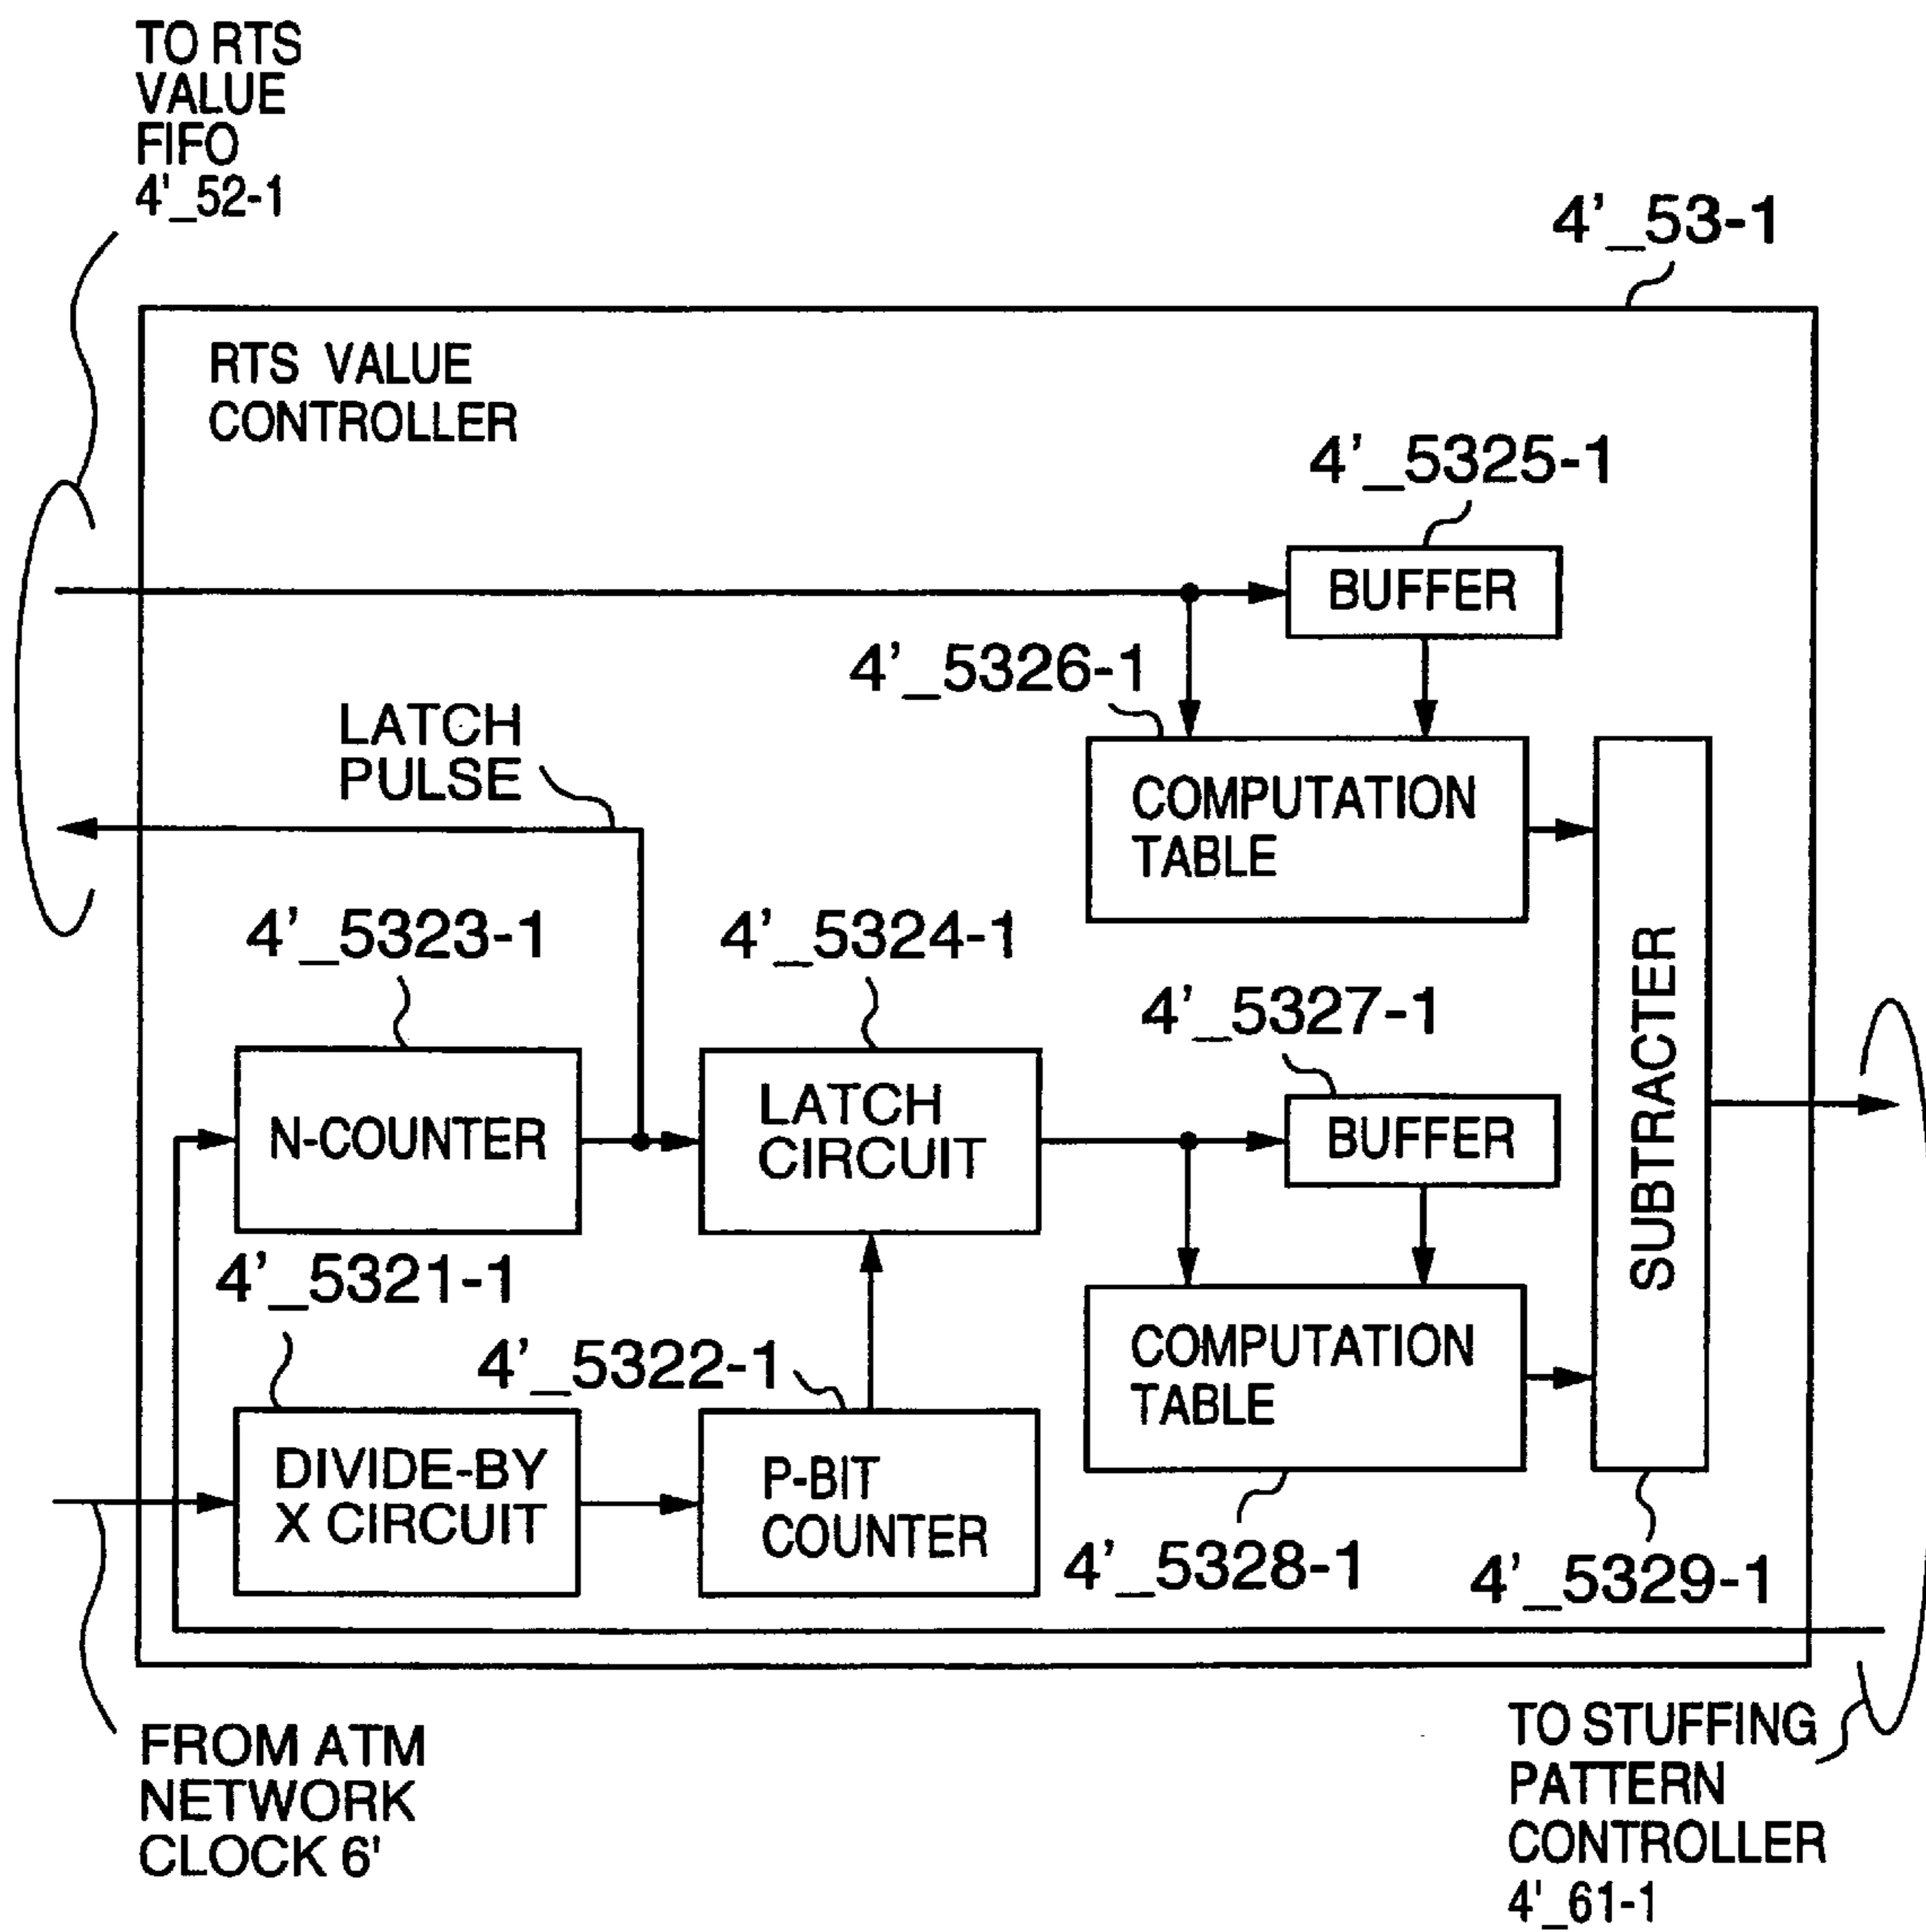 TO RTS
VALUE
FIFO
4'_52-1
4'_53-1
RTS VALUE
CONTROLLER
4'_5325-1
BUFFER
4'_5326-1
LATCH
PULSE
COMPUTATION
TABLE
4'_5323-1
4'_5324-1
4'_5327-1
SUBTRACTER
N-COUNTER
LATCH
CIRCUIT
BUFFER
4'_5321-1
4'_5322-1
COMPUTATION
TABLE
DIVIDE-BY
X CIRCUIT
P-BIT
COUNTER
4'_5328-1
4'_5329-1
FROM ATM
NETWORK
CLOCK 6'
TO STUFFING
PATTERN
CONTROLLER
4'_61-1